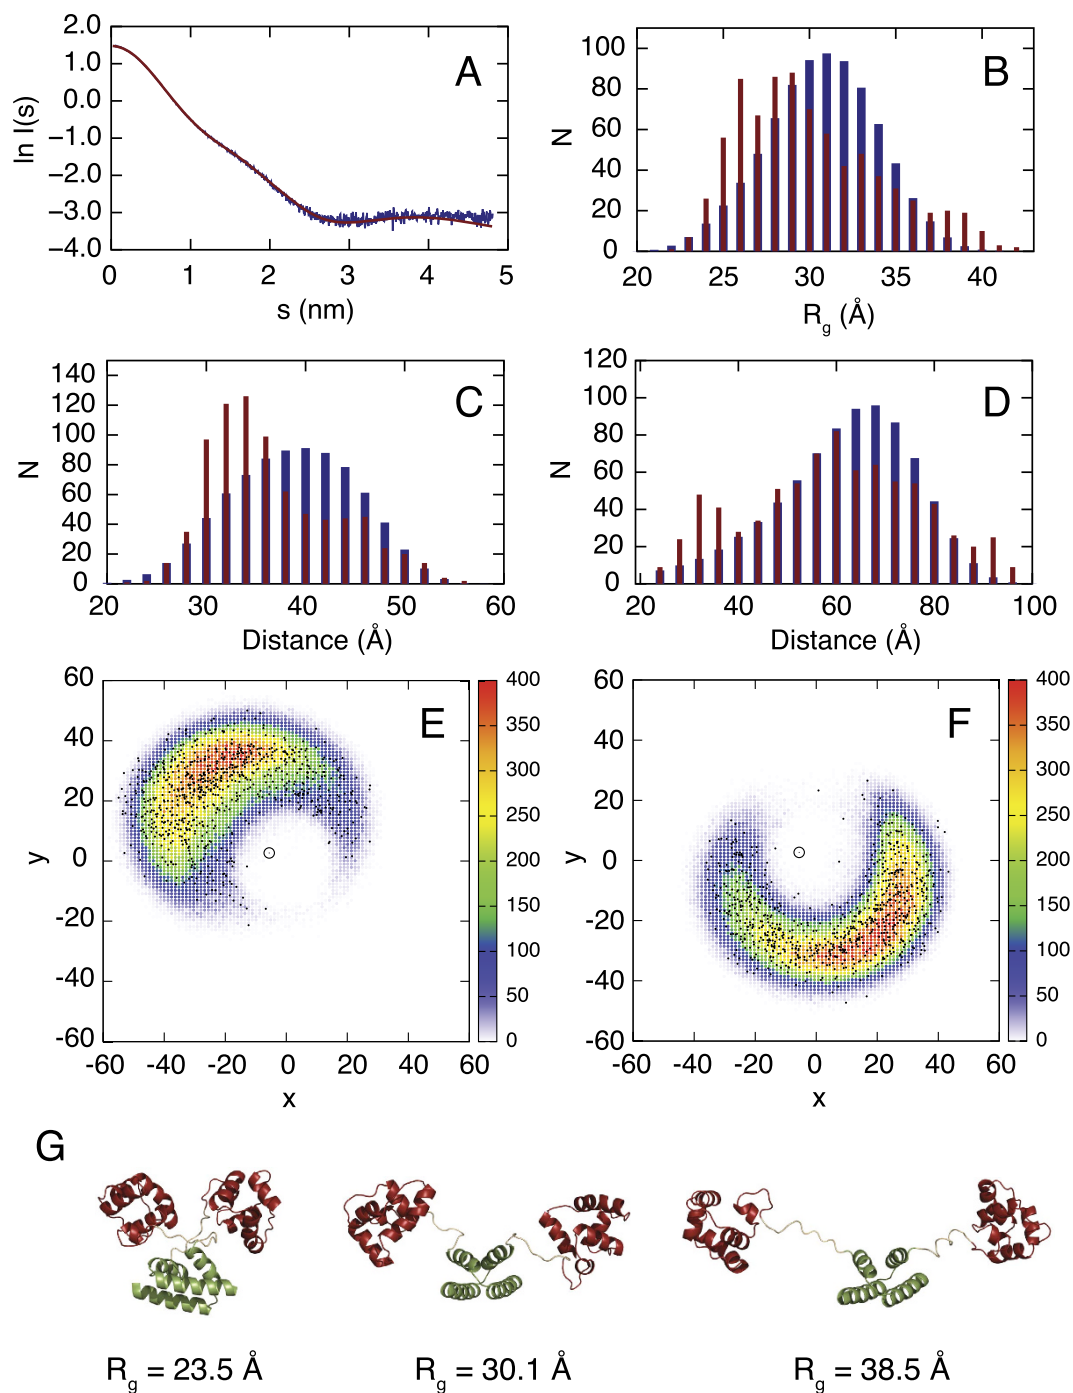 A
2.0
1.0
0.0
-1.0
-2.0
-3.0
-4.0
ln I(s)
0 1 2 3 4 5
s (nm)
B
100
80
60
40
20
0
N
20 25 30 35 40
Rg (Å)
C
140
120
100
80
60
40
20
0
N
20 30 40 50 60
Distance (Å)
D
120
100
80
60
40
20
0
N
20 40 60 80 100
Distance (Å)
E
60
40
20
0
-20
-40
-60
y
-60 -40 -20 0 20 40 60
x
400
350
300
250
200
150
100
50
0
F
60
40
20
0
-20
-40
-60
y
-60 -40 -20 0 20 40 60
x
400
350
300
250
200
150
100
50
0
G
Rg = 23.5 Å
Rg = 30.1 Å
Rg = 38.5 Å